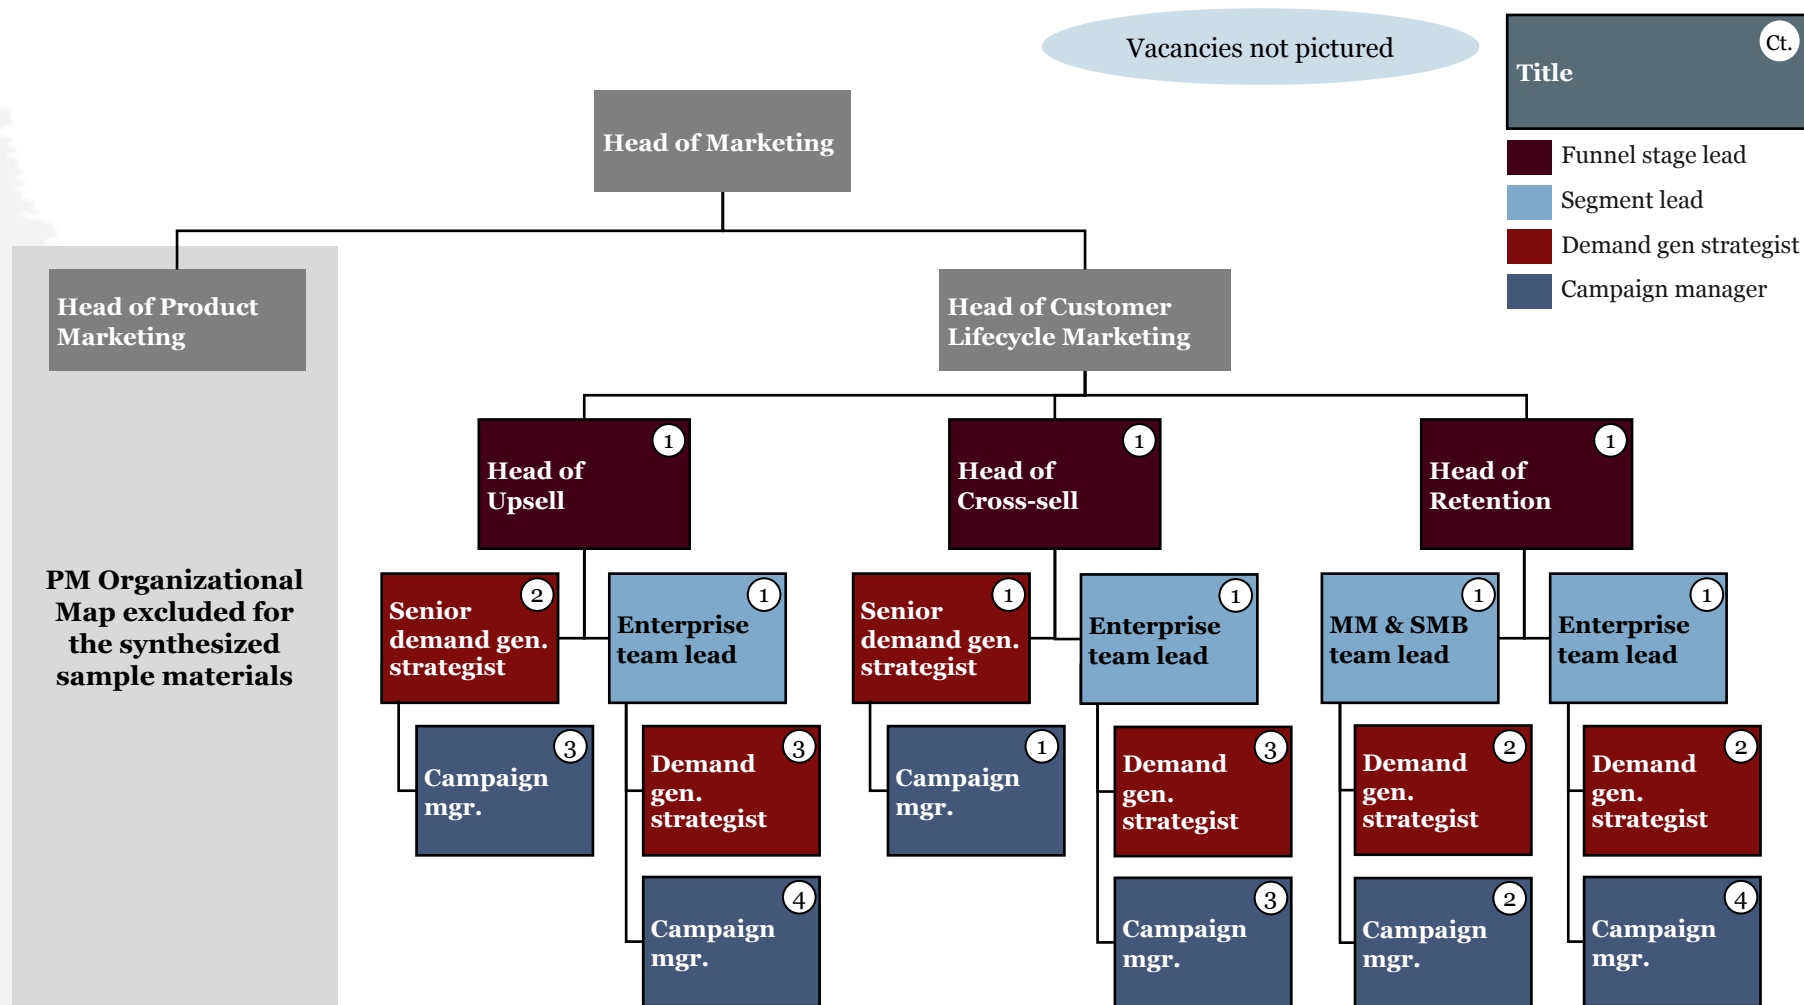 Vacancies not pictured
Ct.
Title
Funnel stage lead
Segment lead
Demand gen strategist
Campaign manager
Head of Marketing
Head of Product
Marketing
Head of Customer
Lifecycle Marketing
PM Organizational
Map excluded for
the synthesized
sample materials
1
Head of
Upsell
1
Head of
Cross-sell
1
Head of
Retention
2
Senior
demand gen.
strategist
1
Enterprise
team lead
1
Senior
demand gen.
strategist
1
Enterprise
team lead
1
MM & SMB
team lead
1
Enterprise
team lead
3
Campaign
mgr.
3
Demand
gen.
strategist
1
Campaign
mgr.
3
Demand
gen.
strategist
2
Demand
gen.
strategist
2
Demand
gen.
strategist
4
Campaign
mgr.
3
Campaign
mgr.
2
Campaign
mgr.
4
Campaign
mgr.